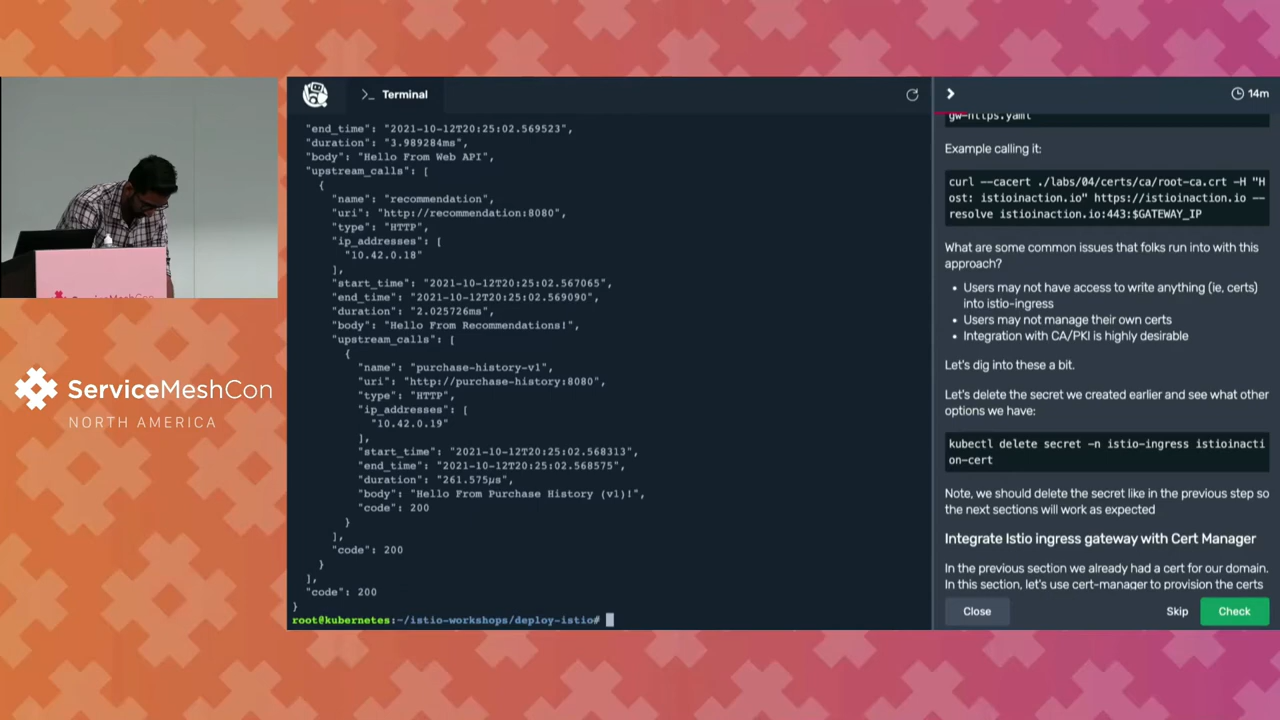 >_ Terminal
"end_time": "2021-10-12T20:25:02.569523",
"duration": "3.989284ms",
"body": "Hello From Web API",
"upstream_calls": [
{
"name": "recommendation",
"uri": "http://recommendation:8080",
"type": "HTTP",
"ip_addresses": [
"10.42.0.18"
],
"start_time": "2021-10-12T20:25:02.567065",
"end_time": "2021-10-12T20:25:02.569090",
"duration": "2.025726ms",
"body": "Hello From Recommendations!",
"upstream_calls": [
{
"name": "purchase-history-v1",
"uri": "http://purchase-history:8080",
"type": "HTTP",
"ip_addresses": [
"10.42.0.19"
],
"start_time": "2021-10-12T20:25:02.568313",
"end_time": "2021-10-12T20:25:02.568575",
"duration": "261.575µs",
"body": "Hello From Purchase History (v1)!",
"code": 200
}
],
"code": 200
}
],
"code": 200
}
root@kubernetes:~/istio-workshops/deploy-istio#
14m
gw-https.yaml
Example calling it:
curl --cacert ./labs/04/certs/ca/root-ca.crt -H "H
ost: istioinaction.io" https://istioinaction.io --
resolve istioinaction.io:443:$GATEWAY_IP
What are some common issues that folks run into with this
approach?
• Users may not have access to write anything (ie, certs)
into istio-ingress
• Users may not manage their own certs
• Integration with CA/PKI is highly desirable
Let's dig into these a bit.
Let's delete the secret we created earlier and see what other
options we have:
kubectl delete secret -n istio-ingress istioinacti
on-cert
Note, we should delete the secret like in the previous step so
the next sections will work as expected
Integrate Istio ingress gateway with Cert Manager
In the previous section we already had a cert for our domain.
In this section, let's use cert-manager to provision the certs
Close
Skip
Check
ServiceMeshCon
NORTH AMERICA